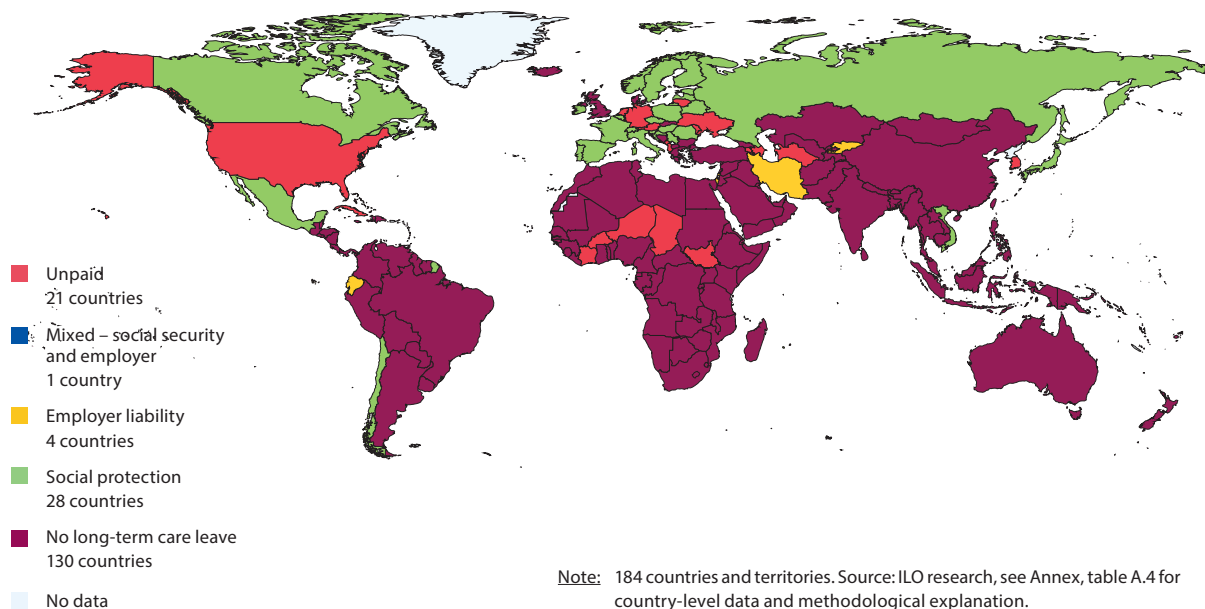 Unpaid
21 countries
Mixed – social security
and employer
1 country
Employer liability
4 countries
Social protection
28 countries
No long-term care leave
130 countries
No data
Note: 184 countries and territories. Source: ILO research, see Annex, table A.4 for
country-level data and methodological explanation.